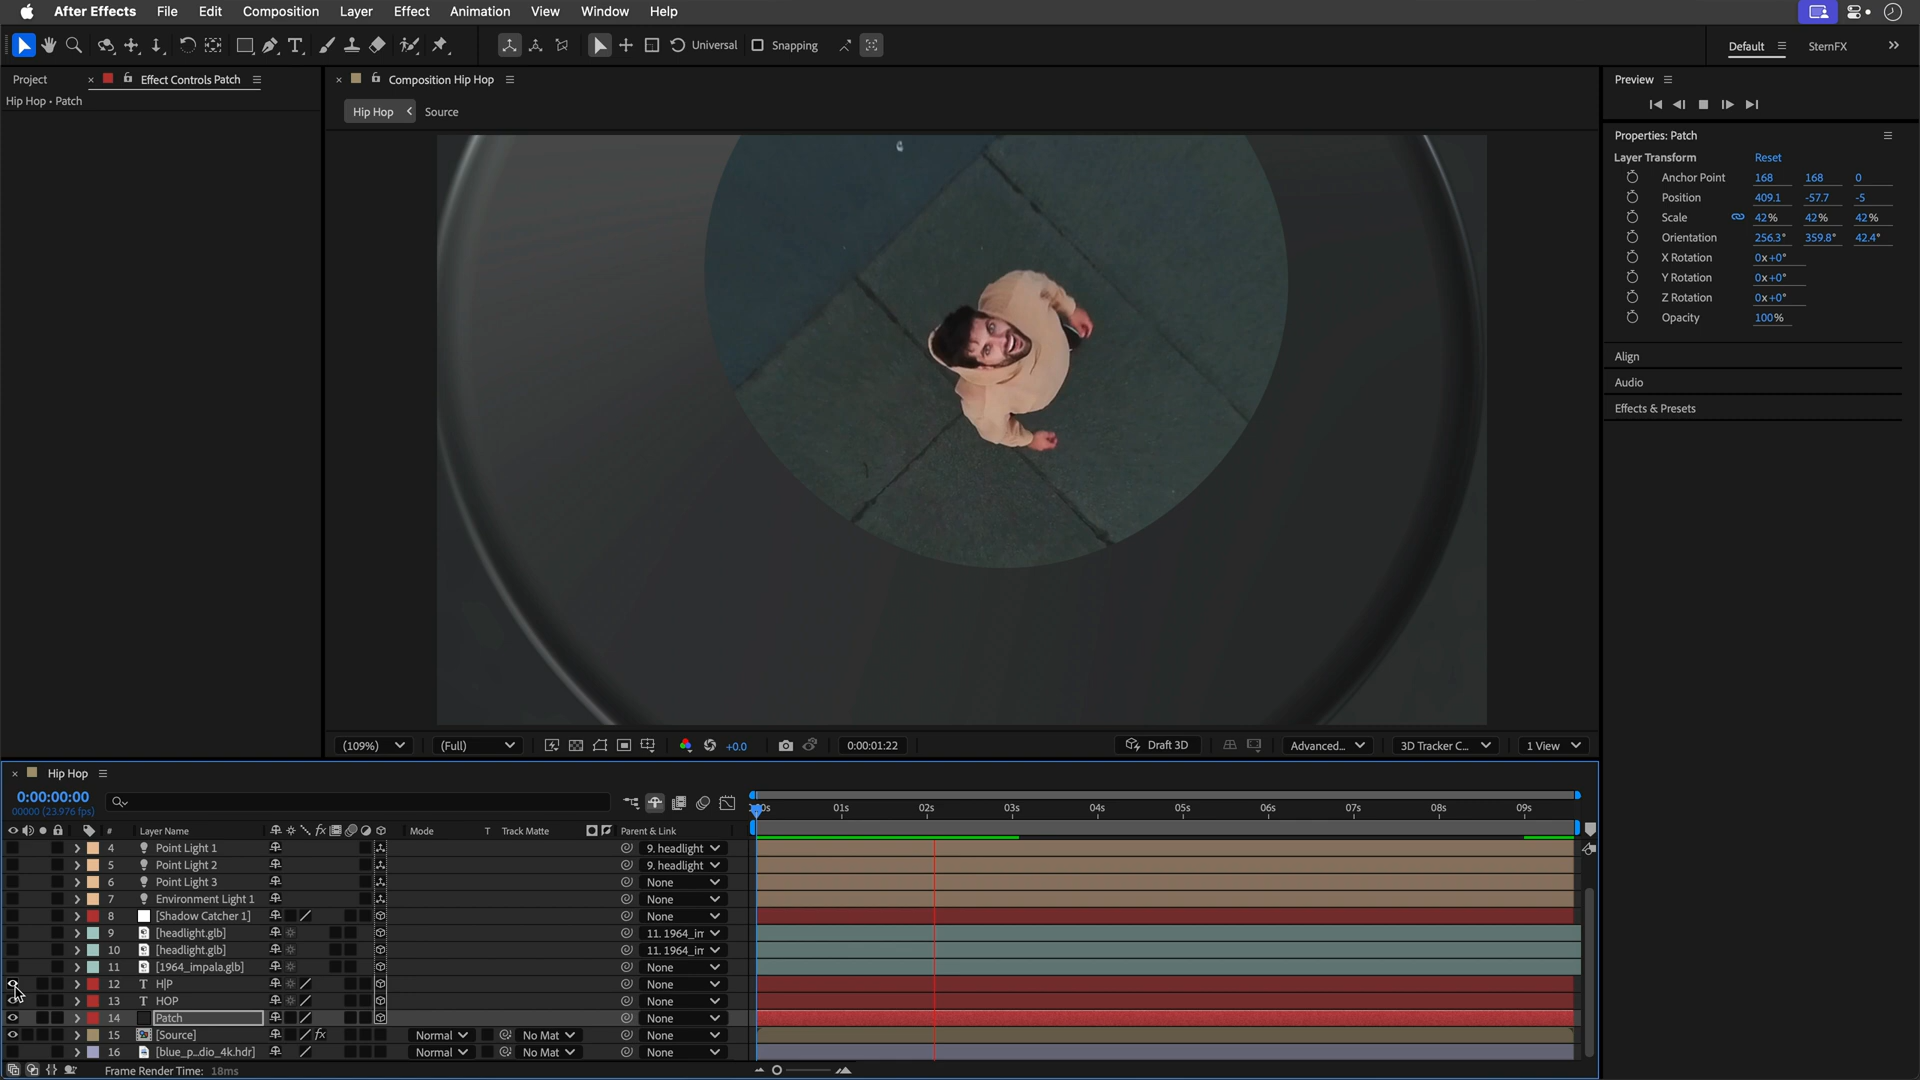 After Effects File Edit Composition Layer Effect Animation View Window Help
Universal Snapping Default SternFX
Project Effect Controls Patch
Hip Hop • Patch
Composition Hip Hop
Hip Hop Source
(109%) (Full) +0.0 0:00:01:22 Draft 3D Advanced... 3D Tracker C... 1 View
Preview
Properties: Patch
Layer Transform Reset
Anchor Point 168 168 0
Position 409.1 -57.7 -5
Scale 42% 42% 42%
Orientation 256.3° 359.8° 42.4°
X Rotation 0x+0°
Y Rotation 0x+0°
Z Rotation 0x+0°
Opacity 100%
Align
Audio
Effects & Presets
Hip Hop
0:00:00:00
00000 (23.976 fps)
01s 02s 03s 04s 05s 06s 07s 08s 09s
# Layer Name fx Mode T Track Matte Parent & Link
4 Point Light 1 9. headlight
5 Point Light 2 9. headlight
6 Point Light 3 None
7 Environment Light 1 None
8 [Shadow Catcher 1] None
9 [headlight.glb] 11. 1964_im
10 [headlight.glb] 11. 1964_im
11 [1964_impala.glb] None
12 T H|P None
13 T HOP None
14 Patch None
15 [Source] fx Normal No Mat None
16 [blue_p...dio_4k.hdr] Normal No Mat None
Frame Render Time: 18ms